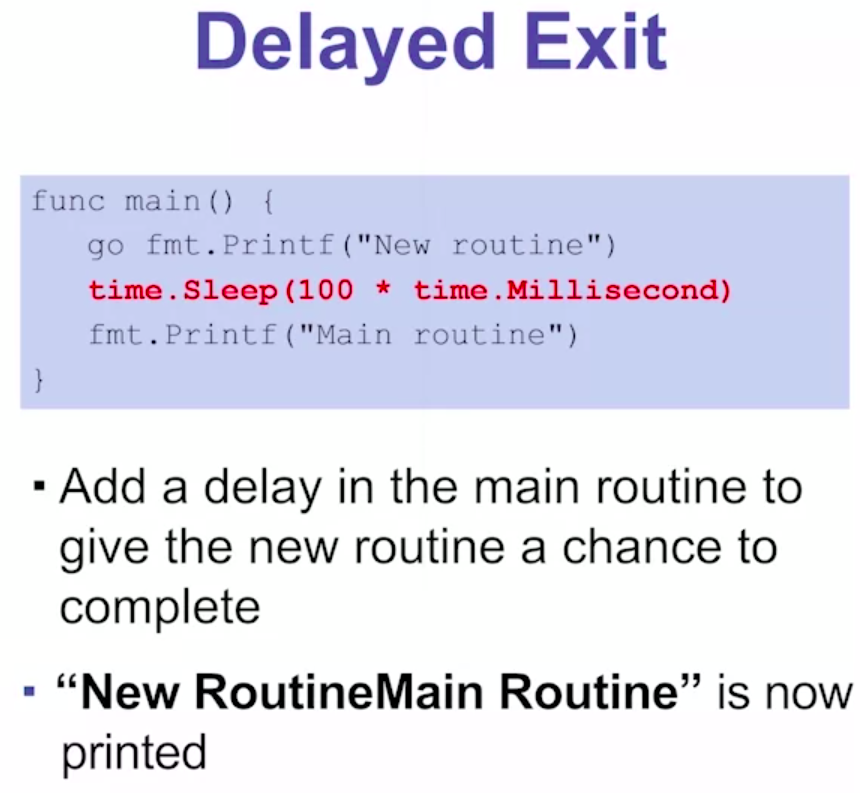 Delayed Exit
func main() {
go fmt.Printf("New routine")
time.Sleep(100 * time.Millisecond)
fmt.Printf("Main routine")
}
▪ Add a delay in the main routine to
give the new routine a chance to
complete
▪ “New RoutineMain Routine” is now
printed